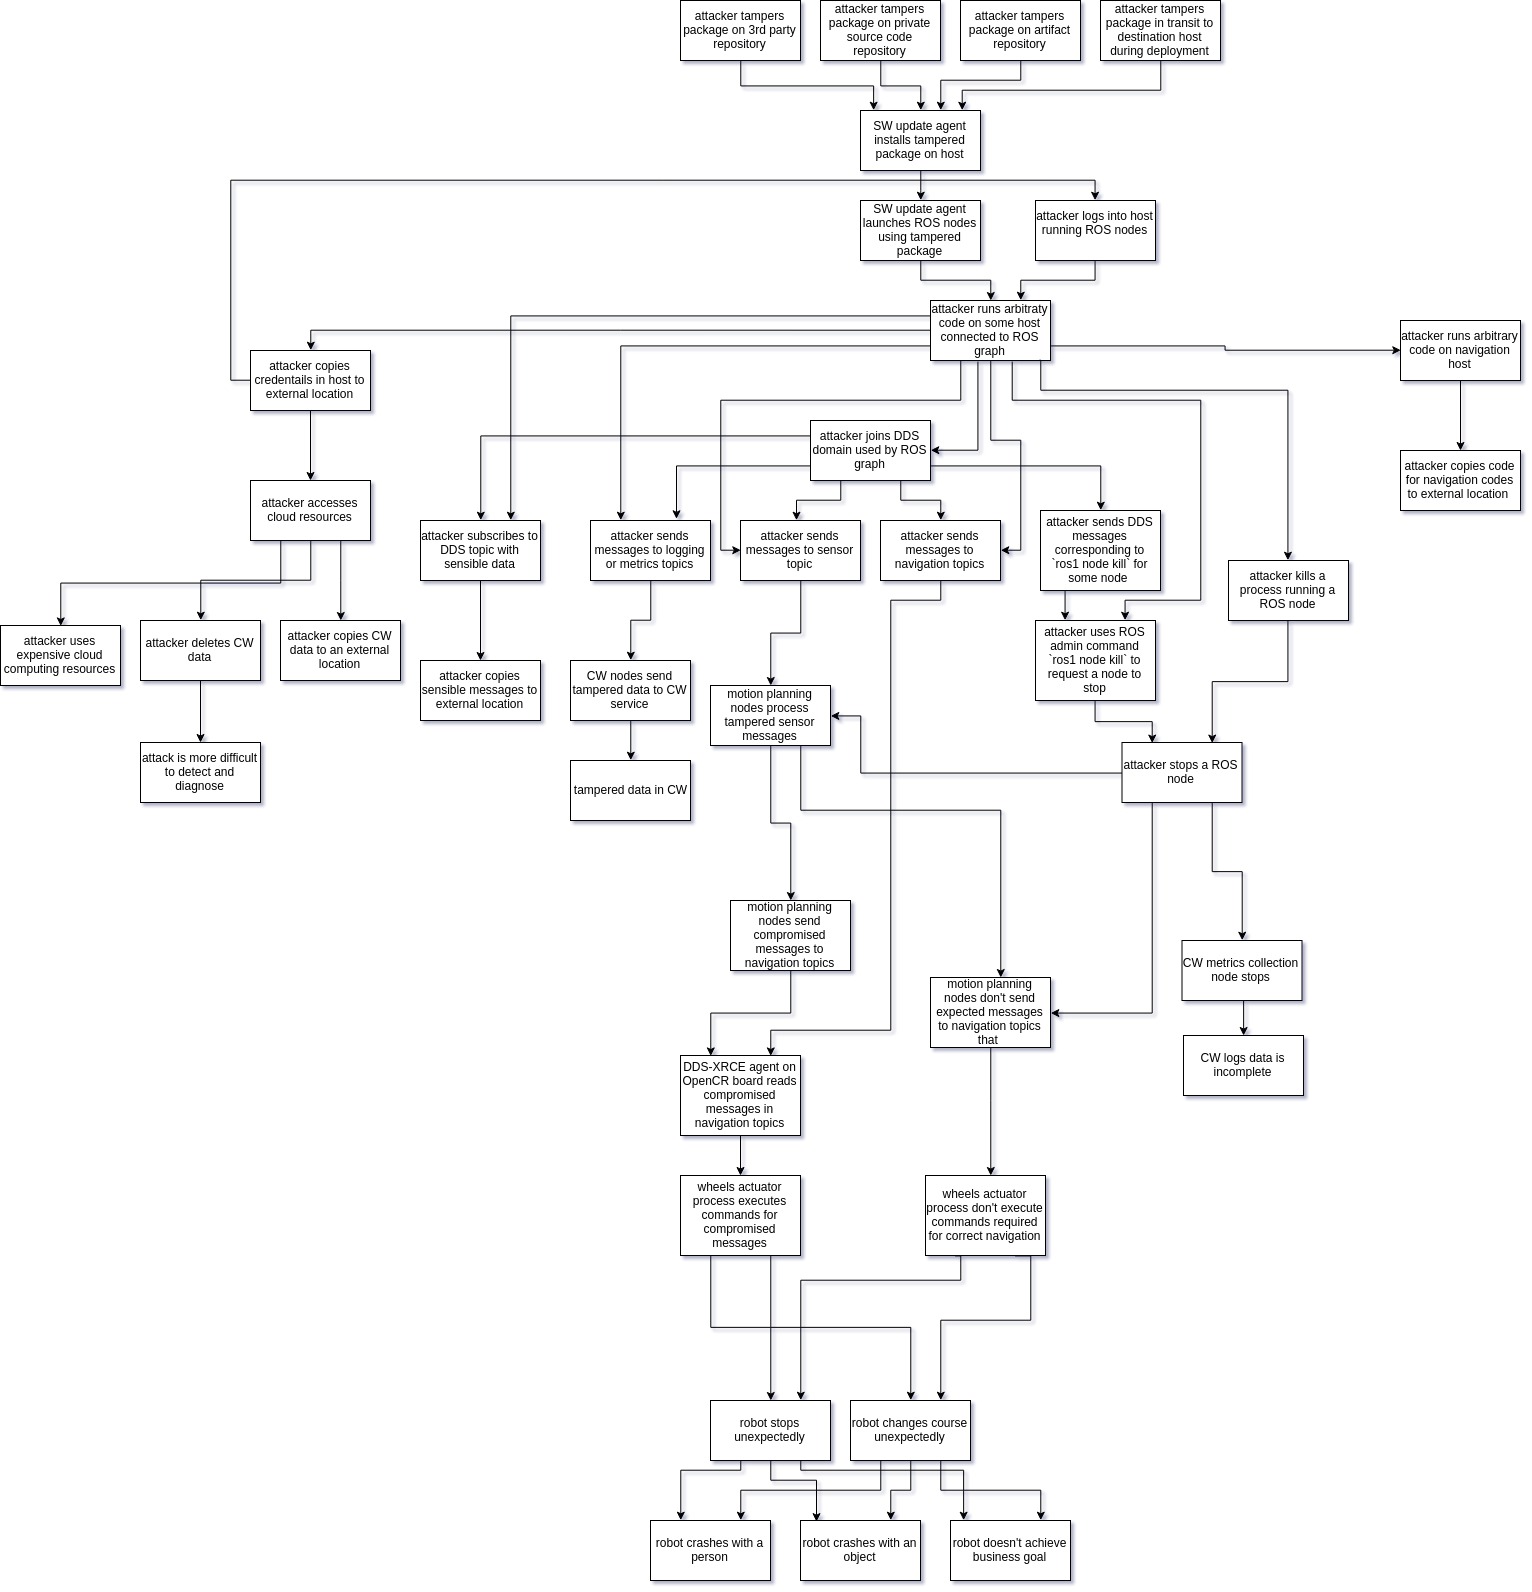 attacker tampers
package on 3rd party
repository
attacker tampers
package on private
source code
repository
attacker tampers
package on artifact
repository
attacker tampers
package in transit to
destination host
during deployment
SW update agent
installs tampered
package on host
SW update agent
launches ROS nodes
using tampered
package
attacker logs into host
running ROS nodes
attacker runs arbitraty
code on some host
connected to ROS
graph
attacker runs arbitrary
code on navigation
host
attacker copies
credentails in host to
external location
attacker joins DDS
domain used by ROS
graph
attacker copies code
for navigation codes
to external location
attacker accesses
cloud resources
attacker subscribes to
DDS topic with
sensible data
attacker sends
messages to logging
or metrics topics
attacker sends
messages to sensor
topic
attacker sends
messages to
navigation topics
attacker sends DDS
messages
corresponding to
`ros1 node kill` for
some node
attacker kills a
process running a
ROS node
attacker uses
expensive cloud
computing resources
attacker deletes CW
data
attacker copies CW
data to an external
location
attacker copies
sensible messages to
external location
CW nodes send
tampered data to CW
service
motion planning
nodes process
tampered sensor
messages
attacker uses ROS
admin command
`ros1 node kill` to
request a node to
stop
attack is more difficult
to detect and
diagnose
tampered data in CW
attacker stops a ROS
node
motion planning
nodes send
compromised
messages to
navigation topics
motion planning
nodes don't send
expected messages
to navigation topics
that
CW metrics collection
node stops
CW logs data is
incomplete
DDS-XRCE agent on
OpenCR board reads
compromised
messages in
navigation topics
wheels actuator
process executes
commands for
compromised
messages
wheels actuator
process don't execute
commands required
for correct navigation
robot stops
unexpectedly
robot changes course
unexpectedly
robot crashes with a
person
robot crashes with an
object
robot doesn't achieve
business goal